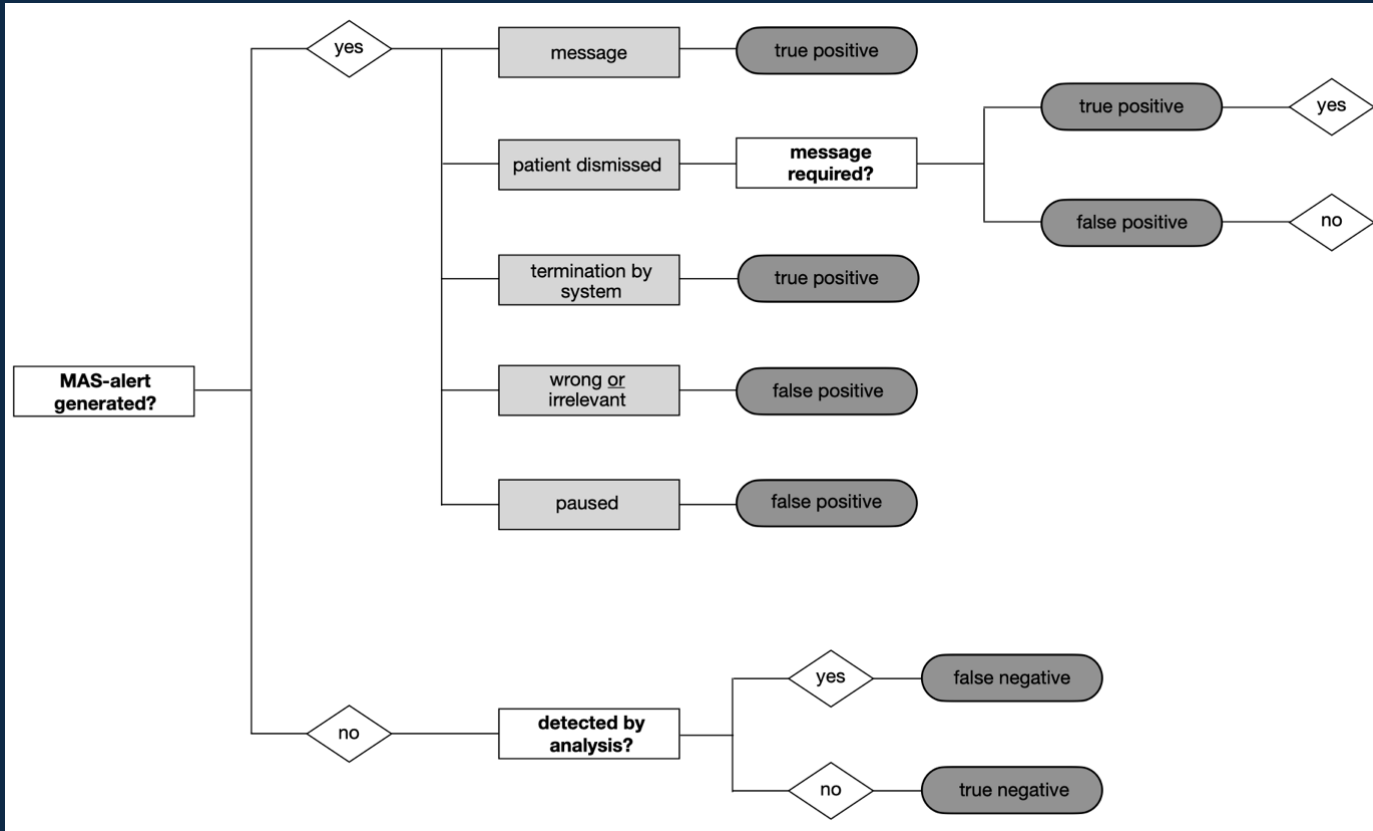 yes
message
true positive
true positive
yes
patient dismissed
message
required?
false positive
no
termination by
system
true positive
MAS-alert
generated?
wrong or
irrelevant
false positive
paused
false positive
yes
false negative
no
detected by
analysis?
no
true negative